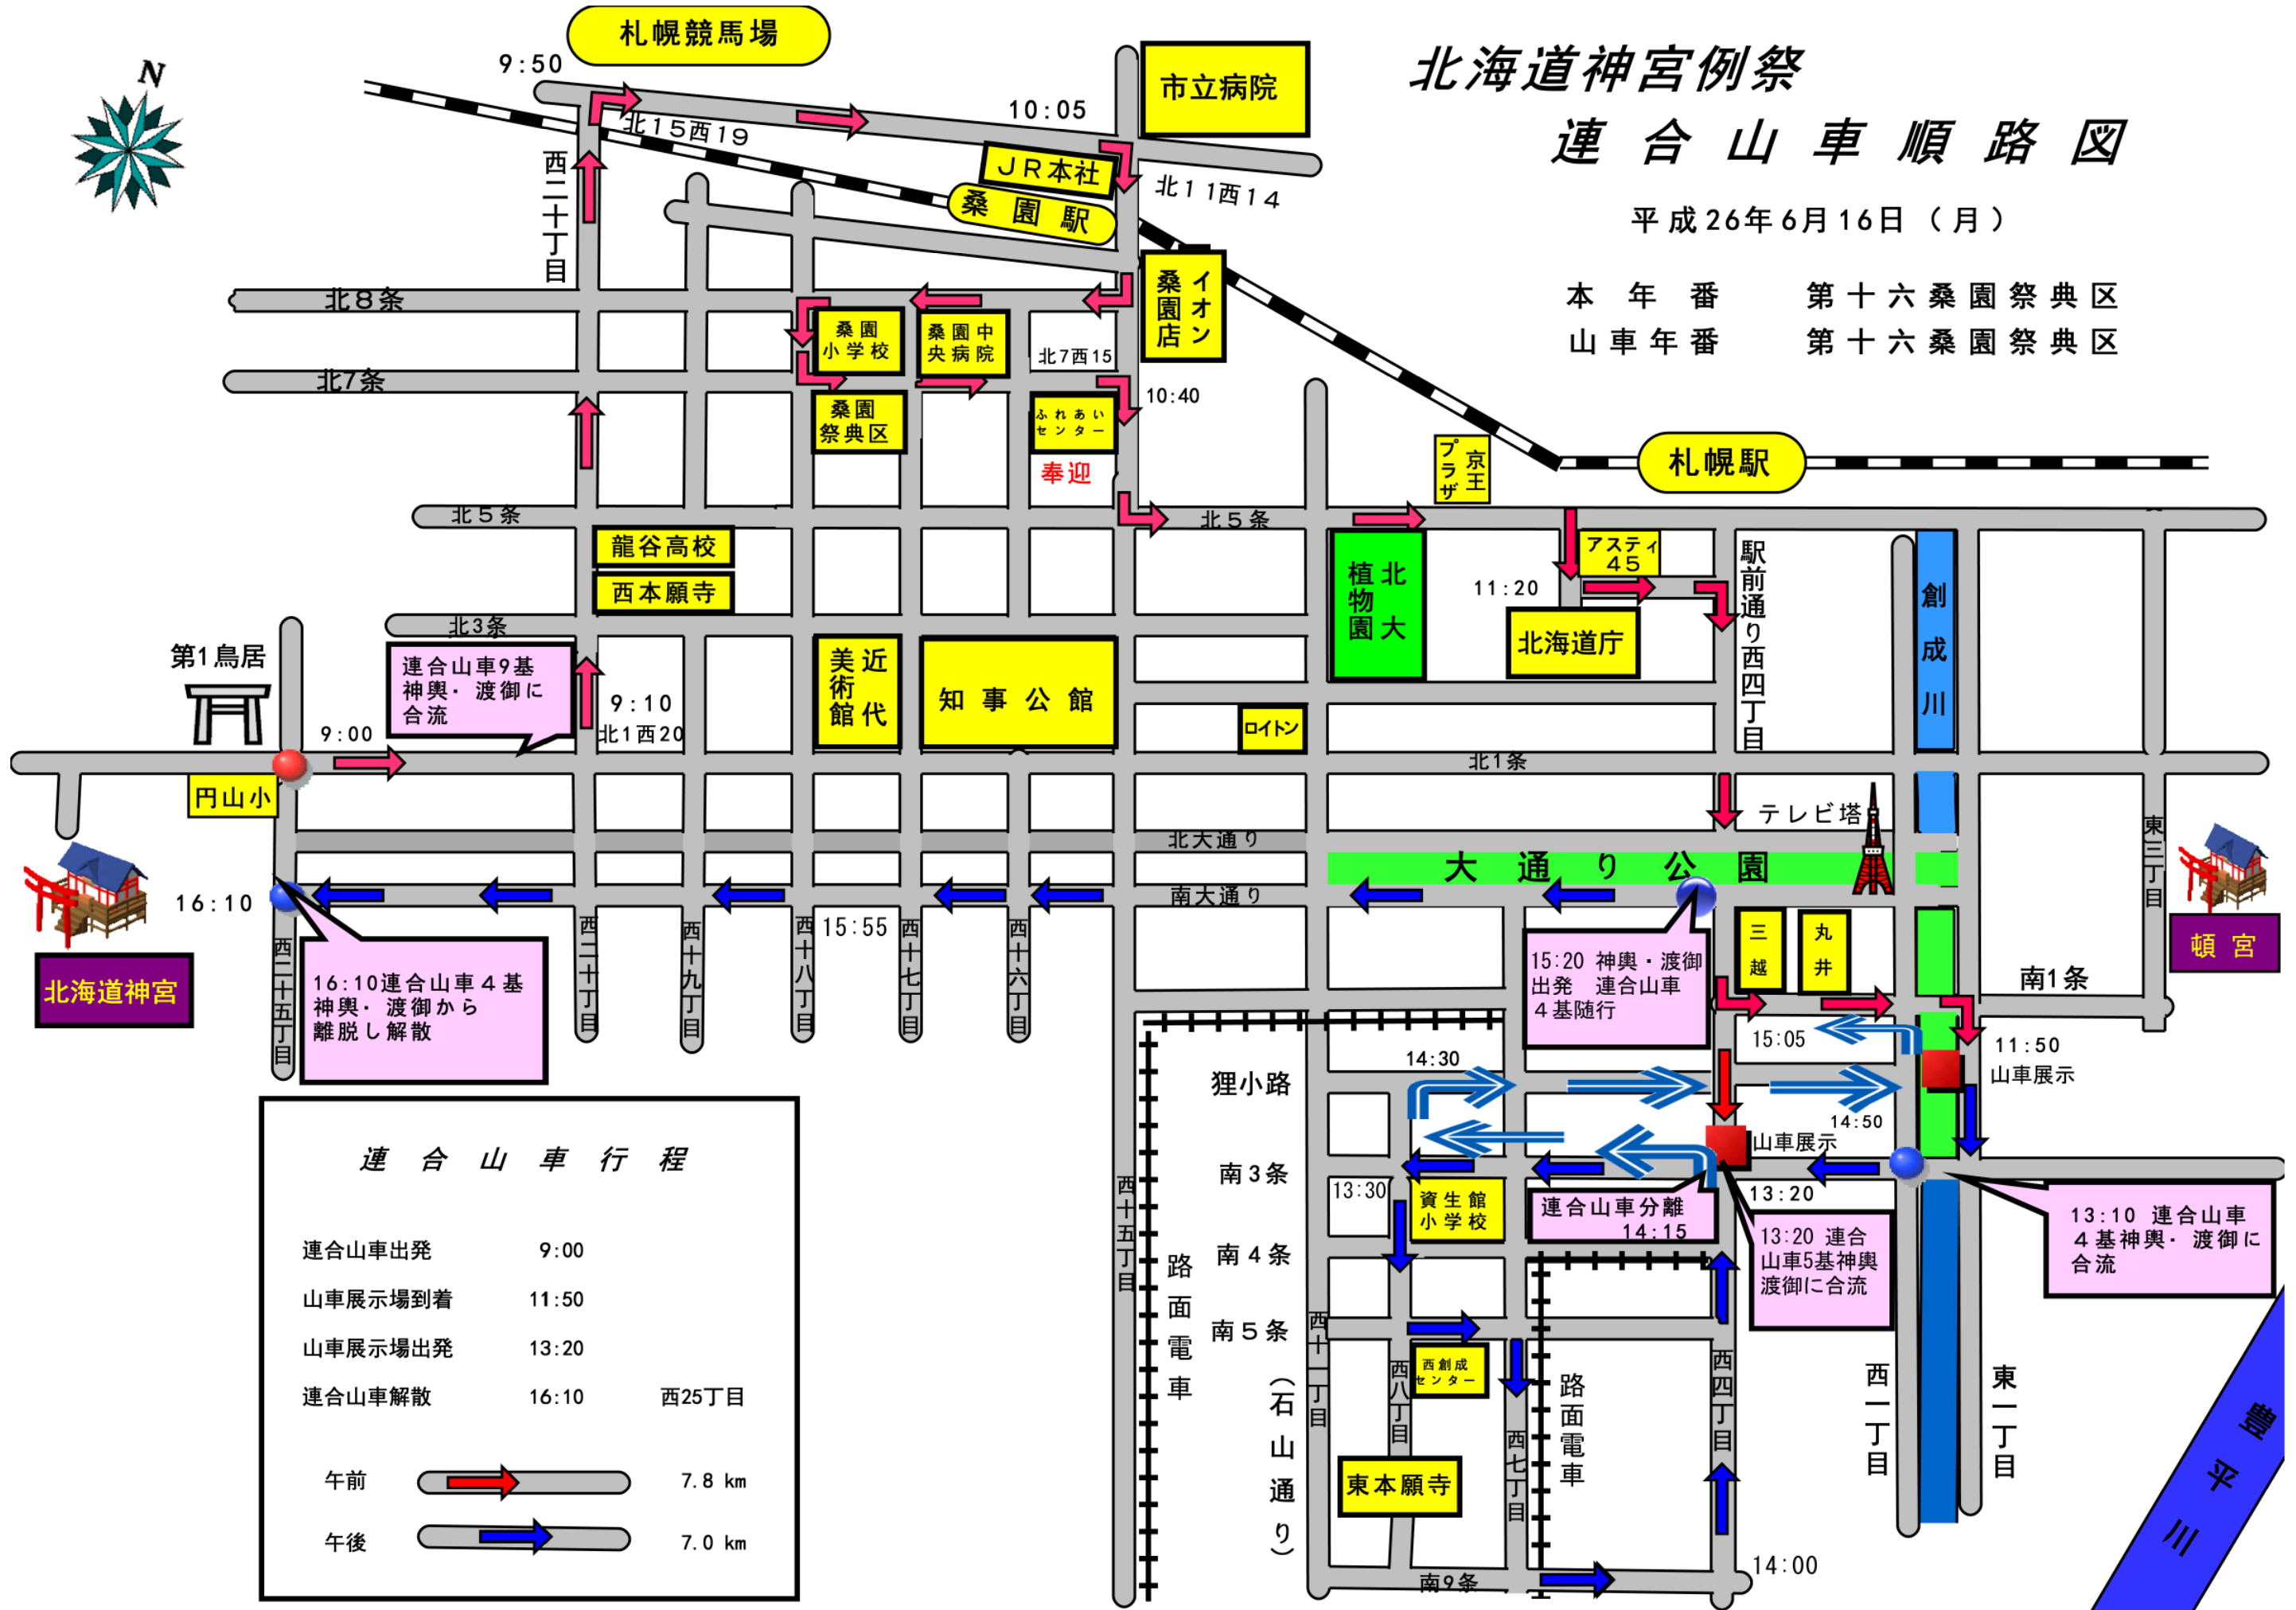 北海道神宮例祭
連合山車順路図
平成26年6月16日（月）
本年番　第十六桑園祭典区
山車年番　第十六桑園祭典区
N
札幌競馬場
9:50
北15西19
10:05
市立病院
JR本社
桑園駅
北11西14
西二十丁目
イオン
桑園店
北8条
桑園
小学校
桑園中
央病院
北7西15
北7条
10:40
桑園
祭典区
ふれあい
センター
奉迎
京王
プラザ
札幌駅
北5条
北5条
龍谷高校
西本願寺
北大
植物園
アスティ
45
11:20
北海道庁
駅前通り西四丁目
創成川
北3条
第1鳥居
連合山車9基
神輿・渡御に
合流
9:10
北1西20
近代
美術館
知事公館
ロイトン
9:00
北1条
円山小
テレビ塔
北大通り
大通り公園
東三丁目
北海道神宮
16:10
南大通り
頓宮
西二十五丁目
16:10連合山車4基
神輿・渡御から
離脱し解散
西二十丁目
西十九丁目
西十八丁目
15:55
西十七丁目
西十六丁目
15:20 神輿・渡御
出発　連合山車
4基随行
三越
丸井
南1条
15:05
11:50
山車展示
狸小路
14:30
14:50
山車展示
南3条
13:30
資生館
小学校
連合山車分離
14:15
13:20
13:20 連合
山車5基神輿
渡御に合流
13:10 連合山車
4基神輿・渡御に
合流
西十五丁目
路面電車
南4条
南5条
西十一丁目
（石山通り）
西八丁目
西創成
センター
西七丁目
路面電車
西四丁目
西一丁目
東一丁目
豊平川
東本願寺
南9条
14:00
連合山車行程
連合山車出発　9:00
山車展示場到着　11:50
山車展示場出発　13:20
連合山車解散　16:10　西25丁目
午前　7.8 km
午後　7.0 km